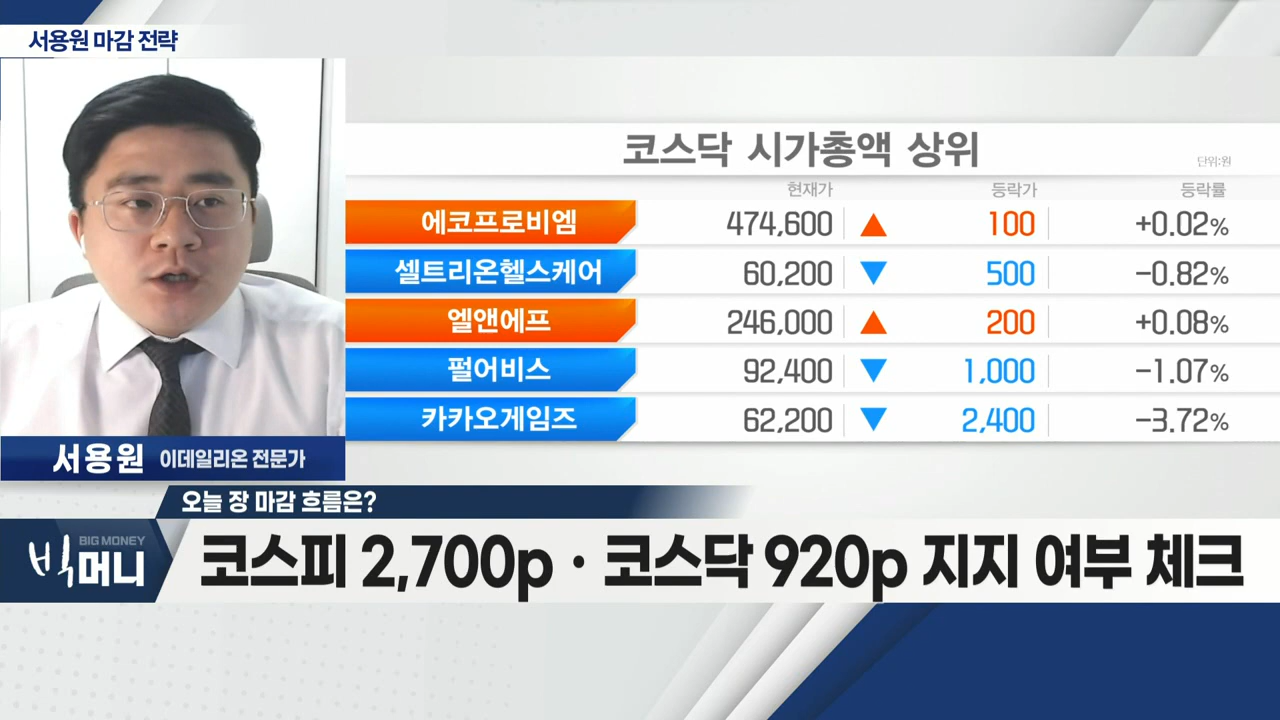 서용원 마감 전략
코스닥 시가총액 상위
단위:원
현재가 등락가 등락률
에코프로비엠 474,600 ▲ 100 +0.02%
셀트리온헬스케어 60,200 ▼ 500 -0.82%
엘앤에프 246,000 ▲ 200 +0.08%
펄어비스 92,400 ▼ 1,000 -1.07%
카카오게임즈 62,200 ▼ 2,400 -3.72%
서용원 이데일리온 전문가
오늘 장 마감 흐름은?
BIG MONEY
빅머니
코스피 2,700p · 코스닥 920p 지지 여부 체크